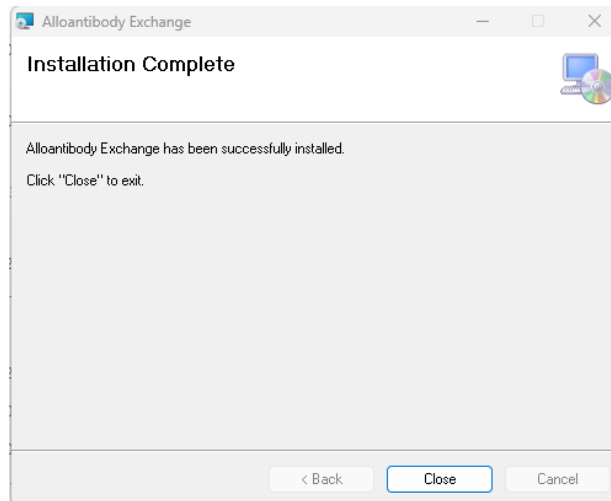 Alloantibody Exchange
Installation Complete
Alloantibody Exchange has been successfully installed.
Click "Close" to exit.
< Back
Close
Cancel